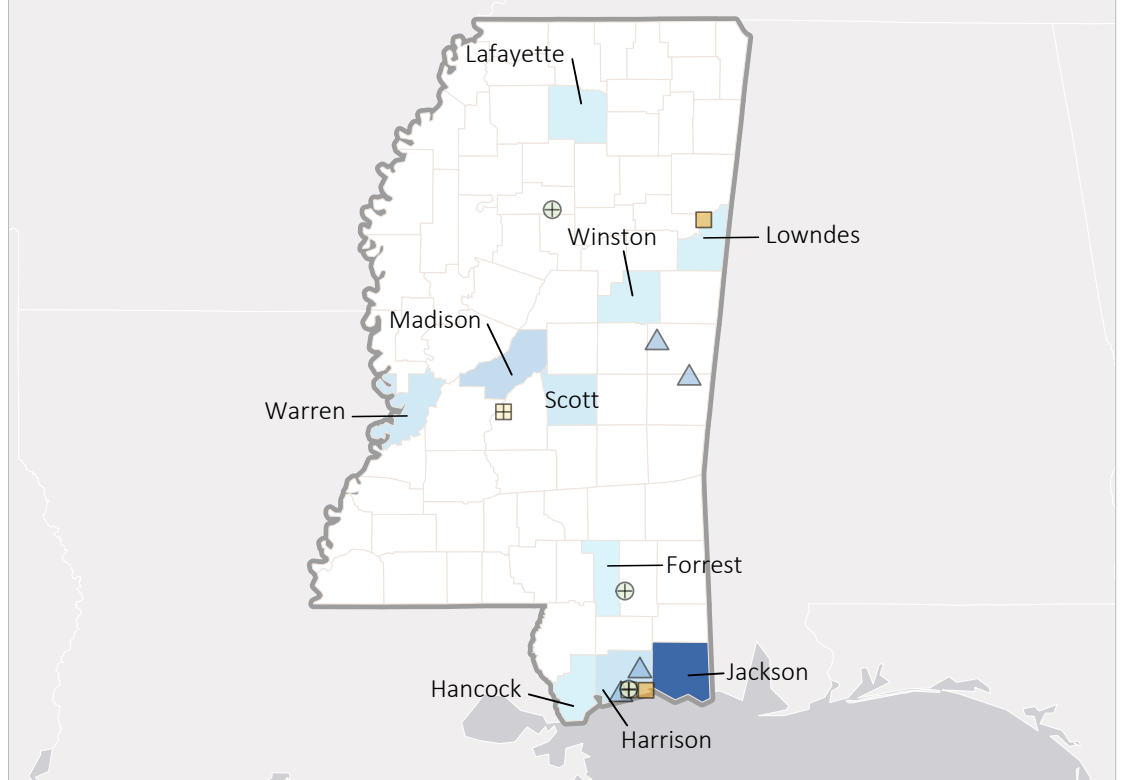 Lafayette
Winston
Lowndes
Madison
Scott
Warren
Forrest
Jackson
Hancock
Harrison